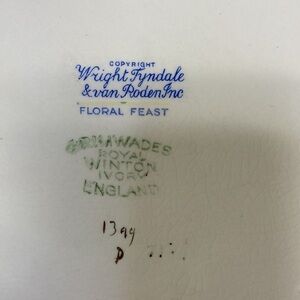 COPYRIGHT
Wright Tyndale
& van Roden Inc
FLORAL FEAST
GRIMWADES
ROYAL
WINTON
IVORY
ENGLAND
1399
D